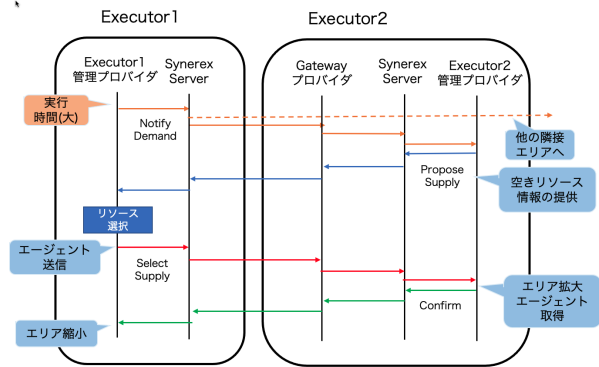 Executor1
Executor2
Executor1
管理プロバイダ
Synerex
Server
Gateway
プロバイダ
Synerex
Server
Executor2
管理プロバイダ
実行
時間(大)
Notify
Demand
他の隣接
エリアへ
Propose
Supply
空きリソース
情報の提供
リソース
選択
エージェント
送信
Select
Supply
エリア拡大
エージェント
取得
Confirm
エリア縮小